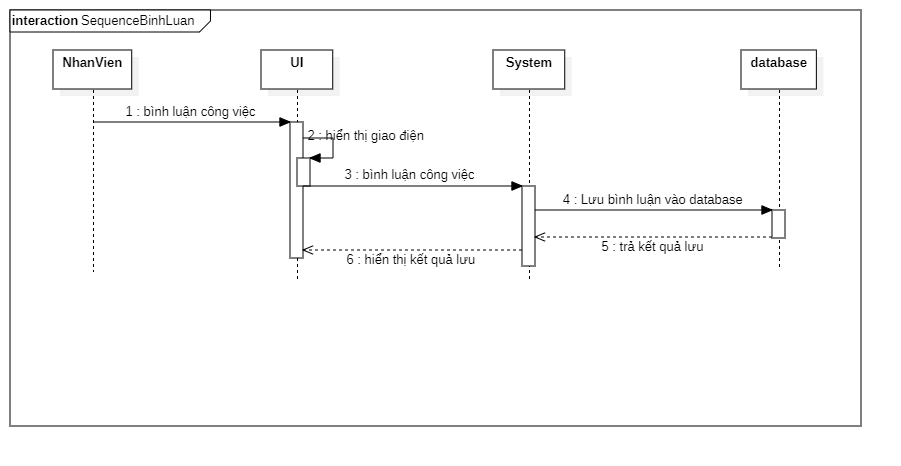 interaction SequenceBinhLuan
NhanVien
UI
System
database
1 : bình luận công việc
2 : hiển thị giao diện
3 : bình luận công việc
4 : Lưu bình luận vào database
5 : trả kết quả lưu
6 : hiển thị kết quả lưu